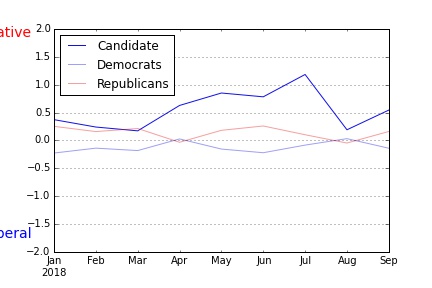 2.0
ative
Candidate
Democrats
Republicans
1.5
1.0
0.5
0.0
−0.5
−1.0
−1.5
beral
−2.0
Jan Feb Mar Apr May Jun Jul Aug Sep
2018